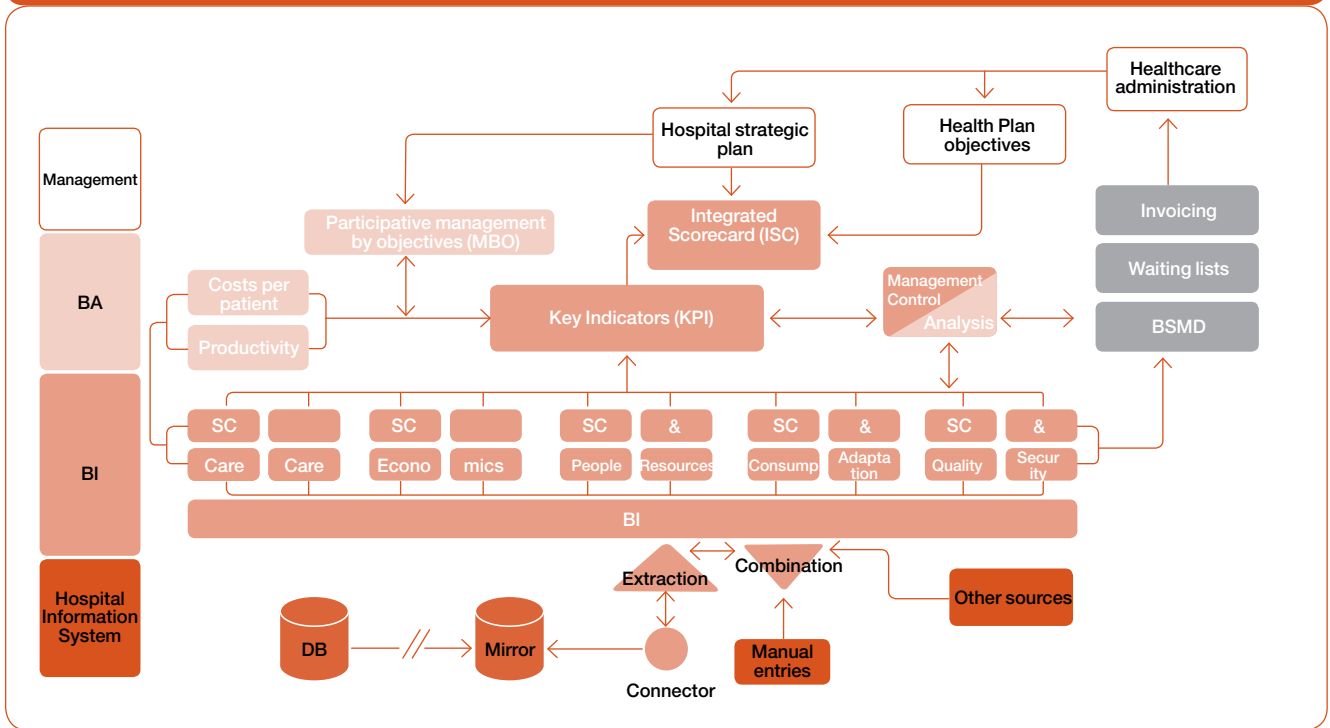 Healthcare
administration
Hospital strategic
plan
Health Plan
objectives
Management
Participative management
by objectives (MBO)
Integrated
Scorecard (ISC)
Invoicing
Waiting lists
BSMD
BA
Costs per
patient
Productivity
Key Indicators (KPI)
Management
Control
Analysis
BI
SC
SC
SC
&
SC
&
SC
&
Care
Care
Econo
mics
People
Resources
Consump
Adapta
tion
Quality
Secur
ity
BI
Extraction
Combination
Hospital
Information
System
Other sources
DB
//
Mirror
Manual
entries
Connector